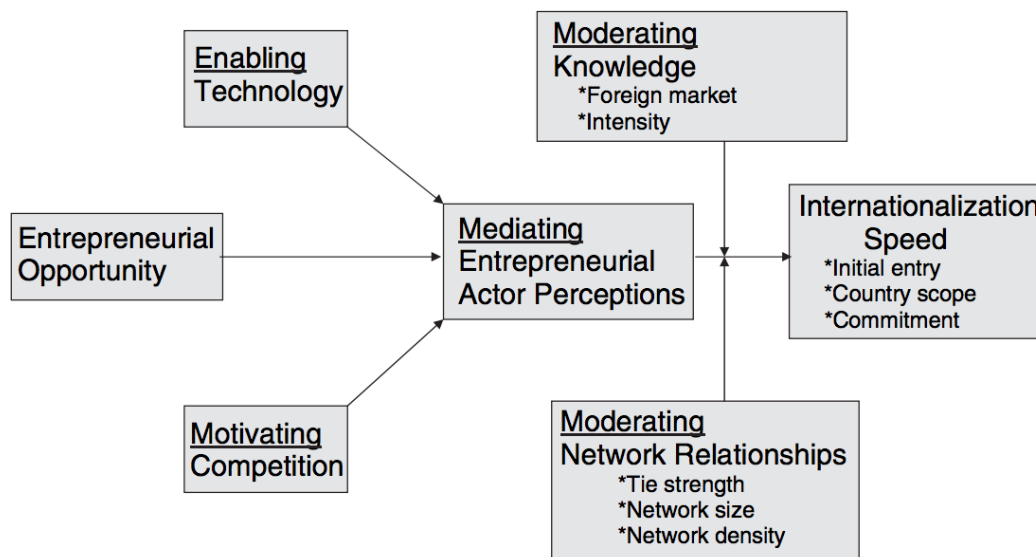 Enabling
Technology
Moderating
Knowledge
*Foreign market
*Intensity
Entrepreneurial
Opportunity
Mediating
Entrepreneurial
Actor Perceptions
Internationalization
Speed
*Initial entry
*Country scope
*Commitment
Motivating
Competition
Moderating
Network Relationships
*Tie strength
*Network size
*Network density